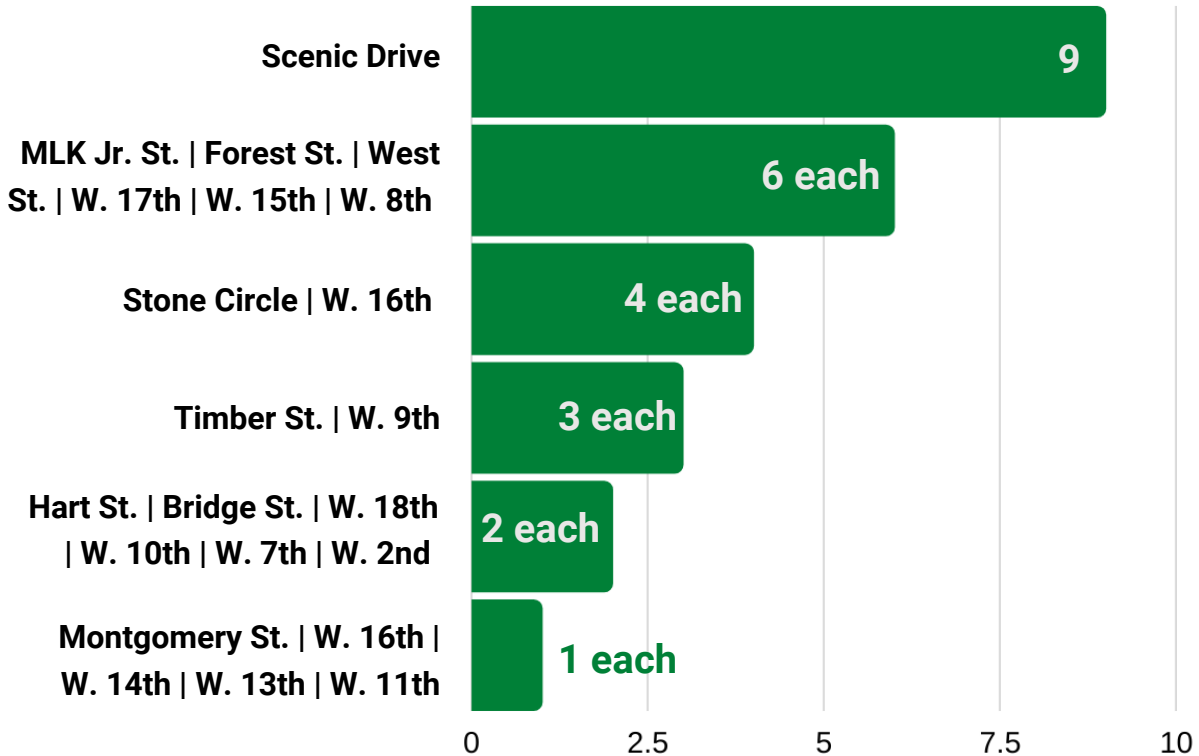 Scenic Drive
9
MLK Jr. St. | Forest St. | West
St. | W. 17th | W. 15th | W. 8th
6 each
Stone Circle | W. 16th
4 each
Timber St. | W. 9th
3 each
Hart St. | Bridge St. | W. 18th
| W. 10th | W. 7th | W. 2nd
2 each
Montgomery St. | W. 16th |
W. 14th | W. 13th | W. 11th
1 each
0 2.5 5 7.5 10